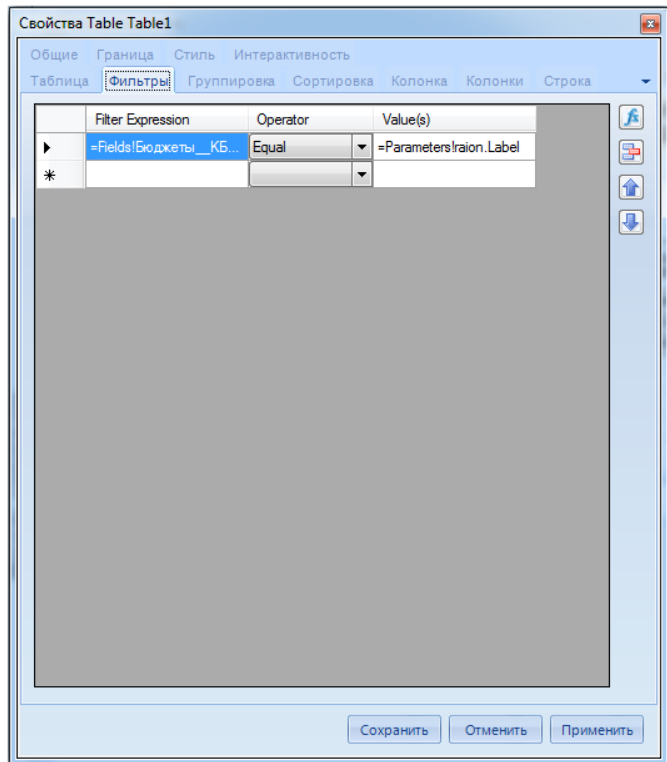 Свойства Table Table1
Общие Граница Стиль Интерактивность
Таблица Фильтры Группировка Сортировка Колонка Колонки Строка
Filter Expression Operator Value(s)
=Fields!Бюджеты__КБ... Equal =Parameters!raion.Label
Сохранить Отменить Применить